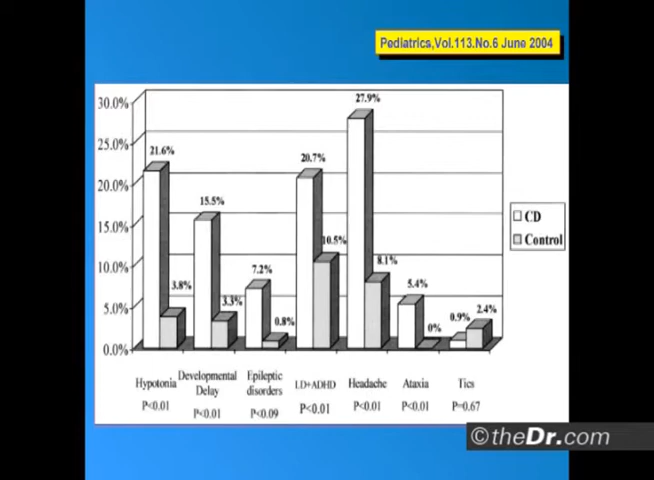 Pediatrics,Vol.113.No.6 June 2004
30.0%
25.0%
20.0%
15.0%
10.0%
5.0%
0.0%
21.6%
3.8%
15.5%
3.3%
7.2%
0.8%
20.7%
10.5%
27.9%
8.1%
5.4%
0%
0.9%
2.4%
CD
Control
Hypotonia
P<0.01
Developmental
Delay
P<0.01
Epileptic
disorders
P<0.09
LD+ADHD
P<0.01
Headache
P<0.01
Ataxia
P<0.01
Tics
P=0.67
©theDr.com